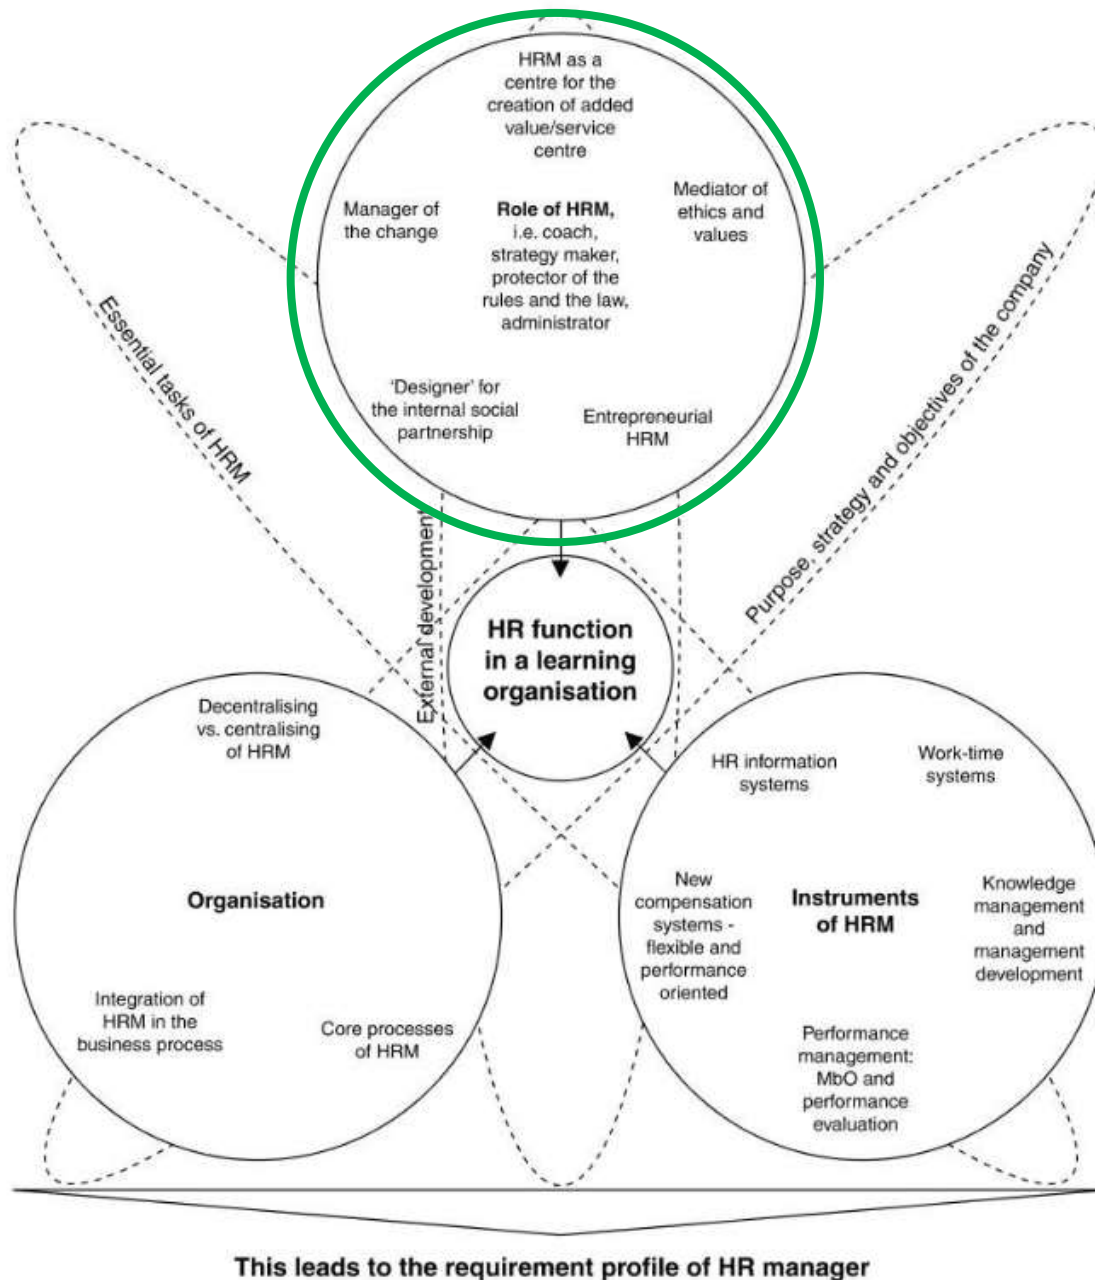 HRM as a
centre for the
creation of added
value/service
centre
Manager of
the change
Role of HRM,
i.e. coach,
strategy maker,
protector of the
rules and the law,
administrator
Mediator of
ethics and
values
'Designer' for
the internal social
partnership
Entrepreneurial
HRM
Essential tasks of HRM
External development
Purpose, strategy and objectives of the company
HR function
in a learning
organisation
Decentralising
vs. centralising
of HRM
Organisation
Integration of
HRM in the
business process
Core processes
of HRM
HR information
systems
Work-time
systems
New
compensation
systems -
flexible and
performance
oriented
Instruments
of HRM
Knowledge
management
and
management
development
Performance
management:
MbO and
performance
evaluation
This leads to the requirement profile of HR manager